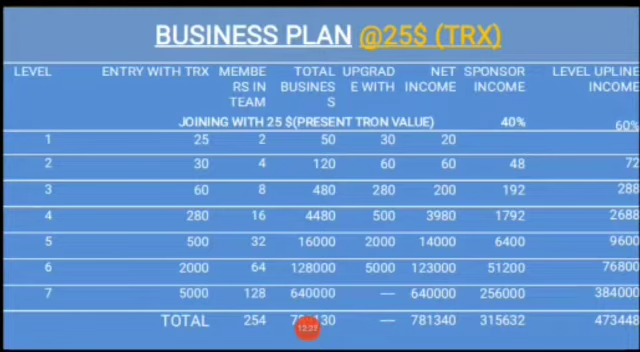 BUSINESS PLAN @25$ (TRX)
LEVEL ENTRY WITH TRX MEMBE TOTAL UPGRAD NET SPONSOR LEVEL UPLINE
RS IN BUSINES E WITH INCOME INCOME INCOME
TEAM S
JOINING WITH 25 $(PRESENT TRON VALUE) 40% 60%
1 25 2 50 30 20
2 30 4 120 60 60 48 72
3 60 8 480 280 200 192 288
4 280 16 4480 500 3980 1792 2688
5 500 32 16000 2000 14000 6400 9600
6 2000 64 128000 5000 123000 51200 76800
7 5000 128 640000 — 640000 256000 384000
TOTAL 254 — 781340 315632 473448
12:27